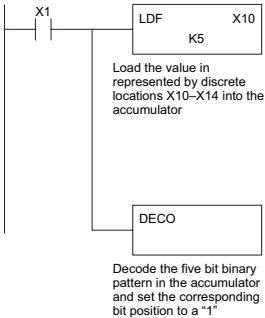 X1
LDF X10
K5
Load the value in
represented by discrete
locations X10–X14 into the
accumulator
DECO
Decode the five bit binary
pattern in the accumulator
and set the corresponding
bit position to a “1”